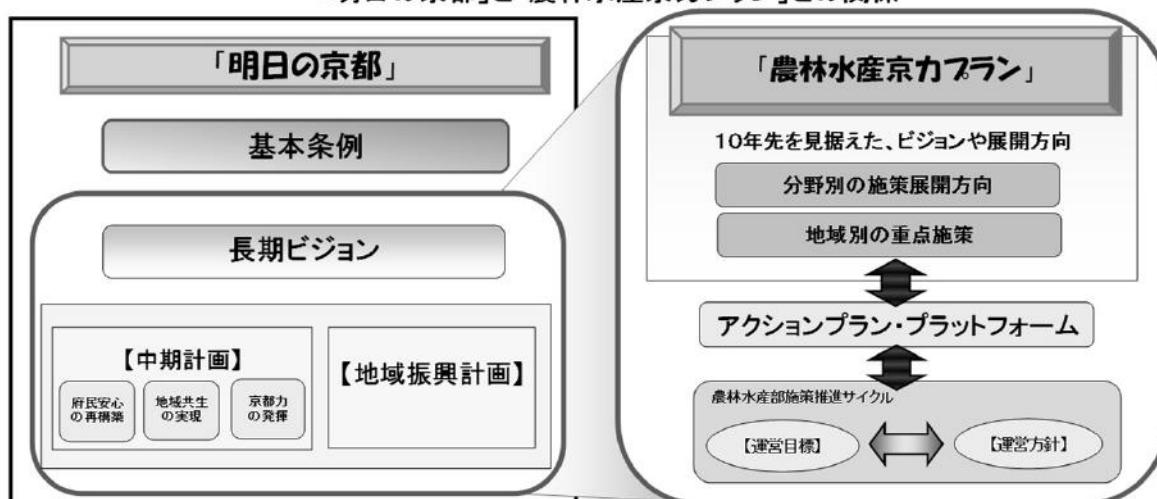 「明日の京都」
基本条例
長期ビジョン
【中期計画】
府民安心
の再構築
地域共生
の実現
京都力
の発揮
【地域振興計画】
「農林水産京力プラン」
10年先を見据えた、ビジョンや展開方向
分野別の施策展開方向
地域別の重点施策
アクションプラン・プラットフォーム
農林水産部施策推進サイクル
【運営目標】
【運営方針】